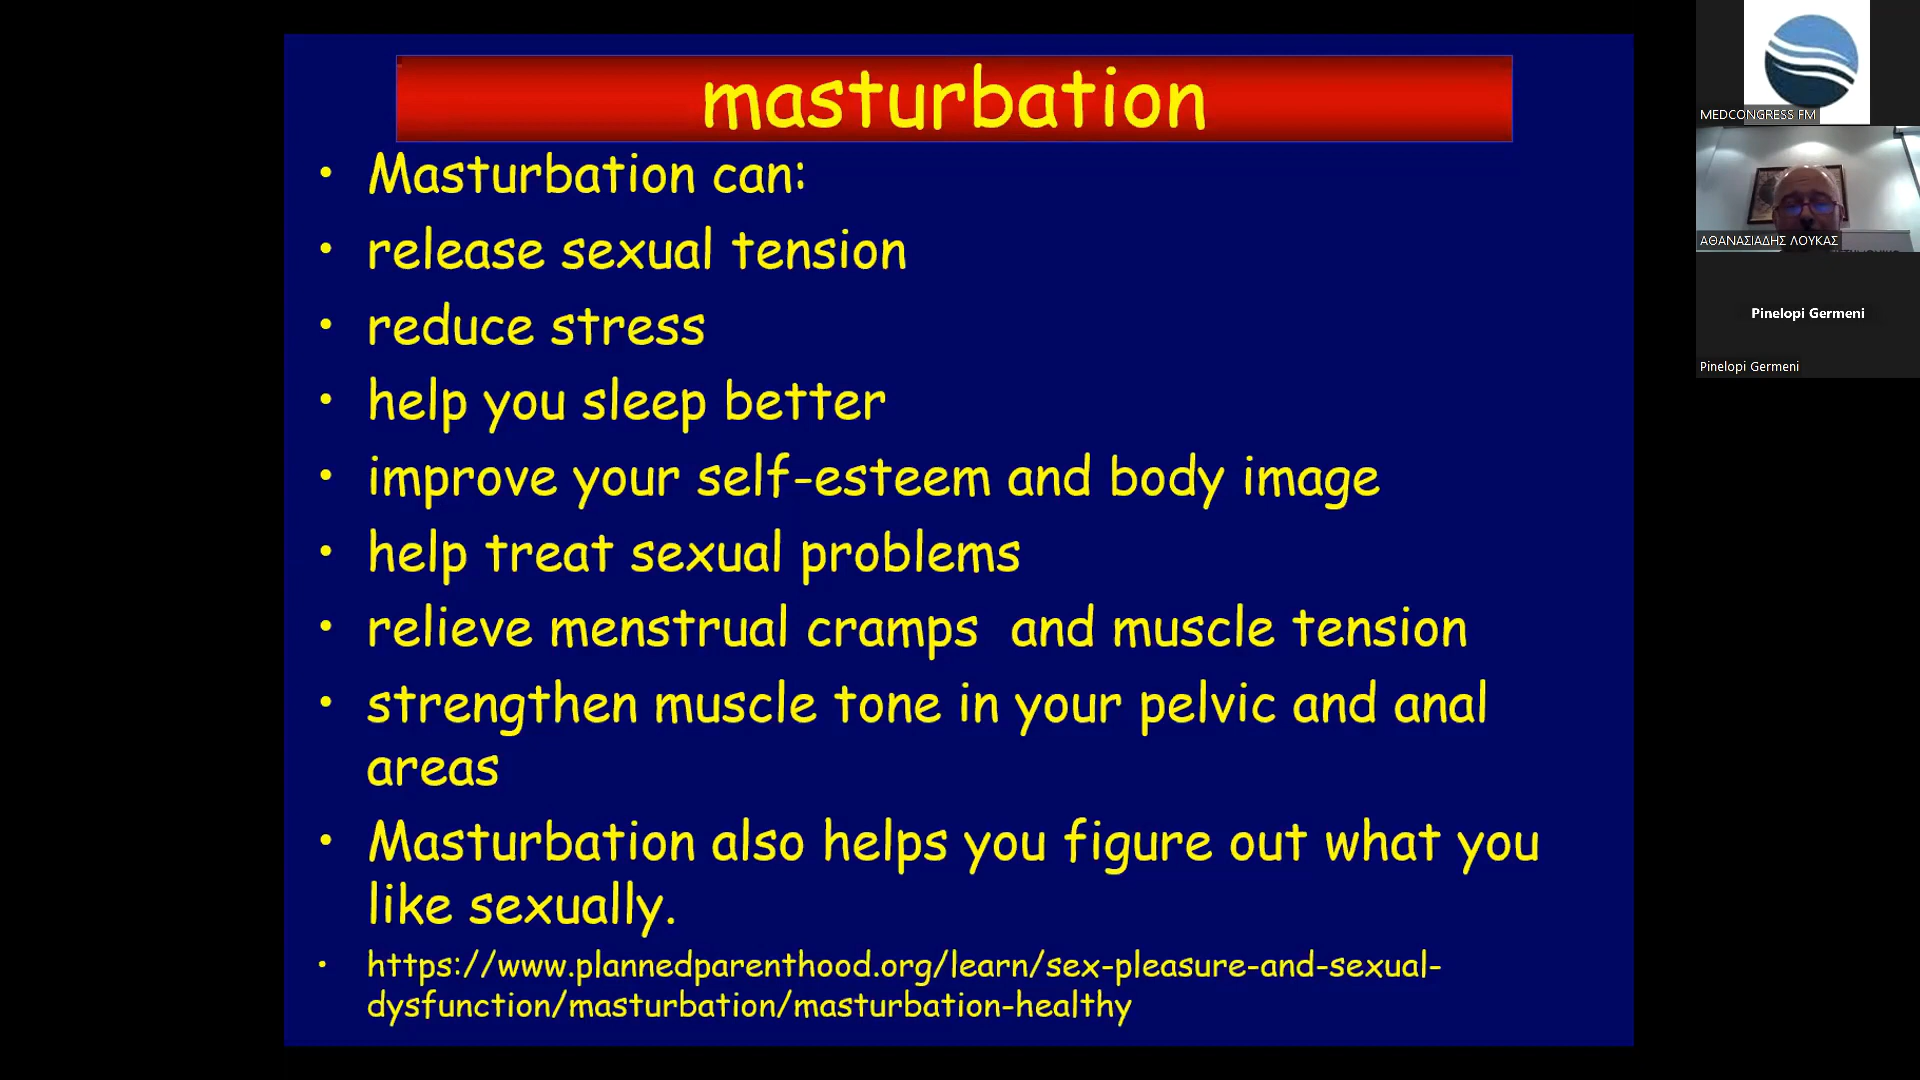 masturbation
• Masturbation can:
• release sexual tension
• reduce stress
• help you sleep better
• improve your self-esteem and body image
• help treat sexual problems
• relieve menstrual cramps  and muscle tension
• strengthen muscle tone in your pelvic and anal
areas
• Masturbation also helps you figure out what you
like sexually.
• https://www.plannedparenthood.org/learn/sex-pleasure-and-sexual-
dysfunction/masturbation/masturbation-healthy
MEDCONGRESS FM
ΑΘΑΝΑΣΙΑΔΗΣ ΛΟΥΚΑΣ
Pinelopi Germeni
Pinelopi Germeni